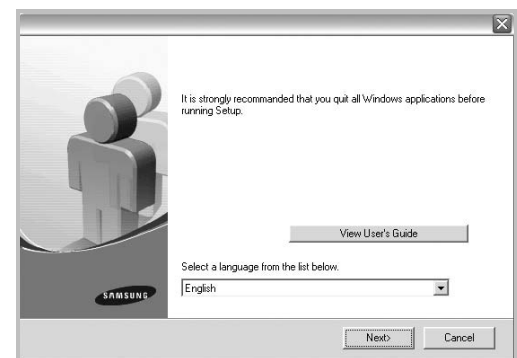 It is strongly recommanded that you quit all Windows applications before
running Setup.
View User's Guide
Select a language from the list below.
English
SAMSUNG
Next>
Cancel